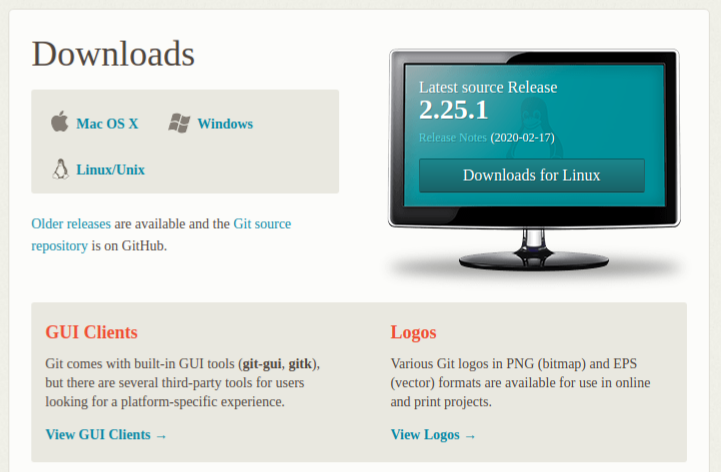 Downloads
Mac OS X
Windows
Linux/Unix
Older releases are available and the Git source
repository is on GitHub.
Latest source Release
2.25.1
Release Notes (2020-02-17)
Downloads for Linux
GUI Clients
Git comes with built-in GUI tools (git-gui, gitk),
but there are several third-party tools for users
looking for a platform-specific experience.
View GUI Clients →
Logos
Various Git logos in PNG (bitmap) and EPS
(vector) formats are available for use in online
and print projects.
View Logos →